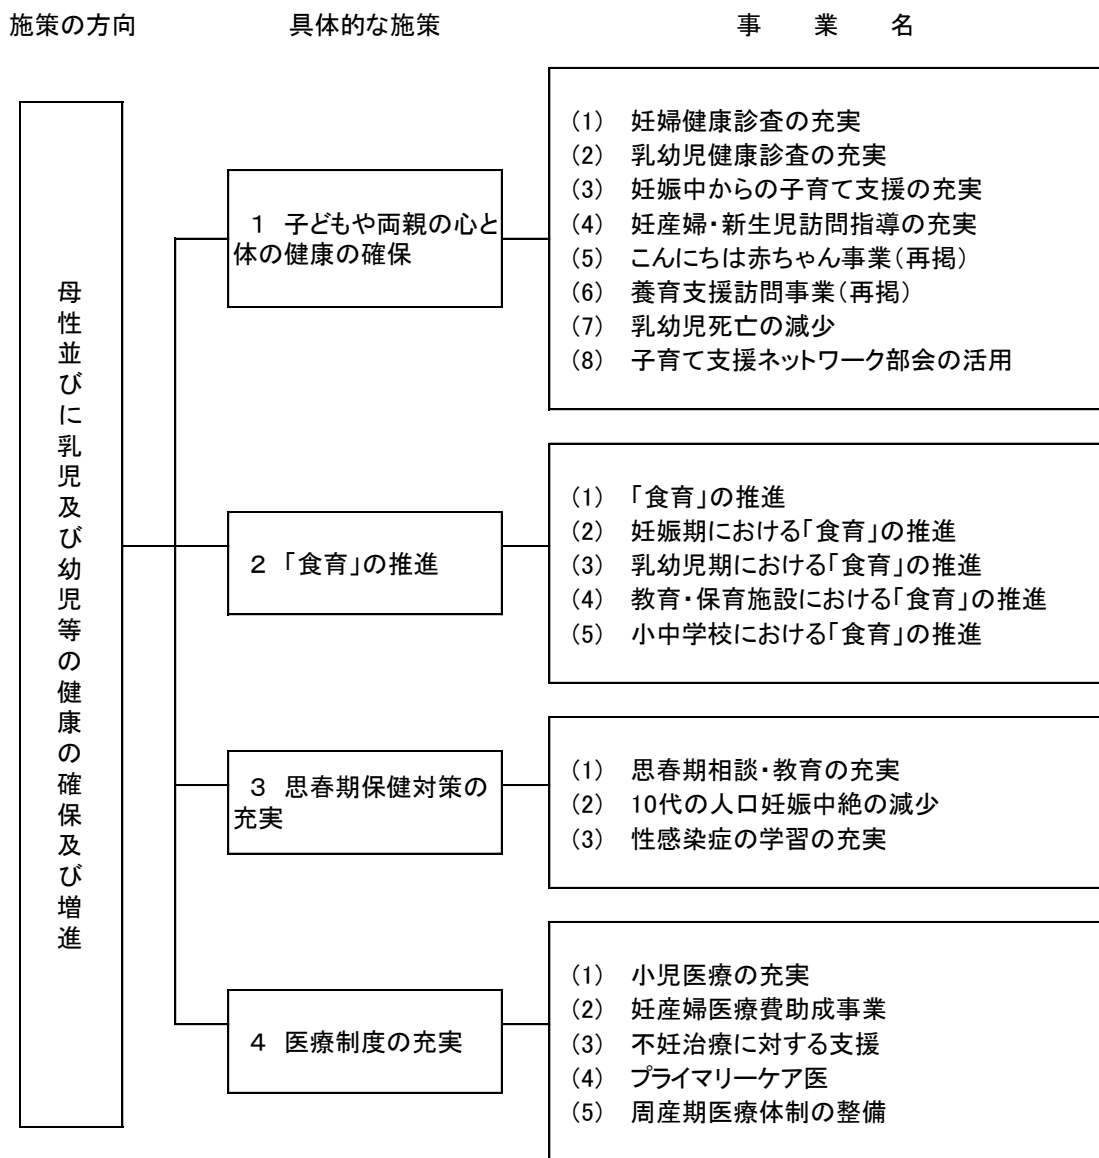 施策の方向　具体的な施策　事　業　名
母性並びに乳児及び幼児等の健康の確保及び増進
１ 子どもや両親の心と
体の健康の確保
(1) 妊婦健康診査の充実
(2) 乳幼児健康診査の充実
(3) 妊娠中からの子育て支援の充実
(4) 妊産婦・新生児訪問指導の充実
(5) こんにちは赤ちゃん事業(再掲)
(6) 養育支援訪問事業(再掲)
(7) 乳幼児死亡の減少
(8) 子育て支援ネットワーク部会の活用
２ 「食育」の推進
(1) 「食育」の推進
(2) 妊娠期における「食育」の推進
(3) 乳幼児期における「食育」の推進
(4) 教育・保育施設における「食育」の推進
(5) 小中学校における「食育」の推進
３ 思春期保健対策の
充実
(1) 思春期相談・教育の充実
(2) 10代の人口妊娠中絶の減少
(3) 性感染症の学習の充実
４ 医療制度の充実
(1) 小児医療の充実
(2) 妊産婦医療費助成事業
(3) 不妊治療に対する支援
(4) プライマリーケア医
(5) 周産期医療体制の整備